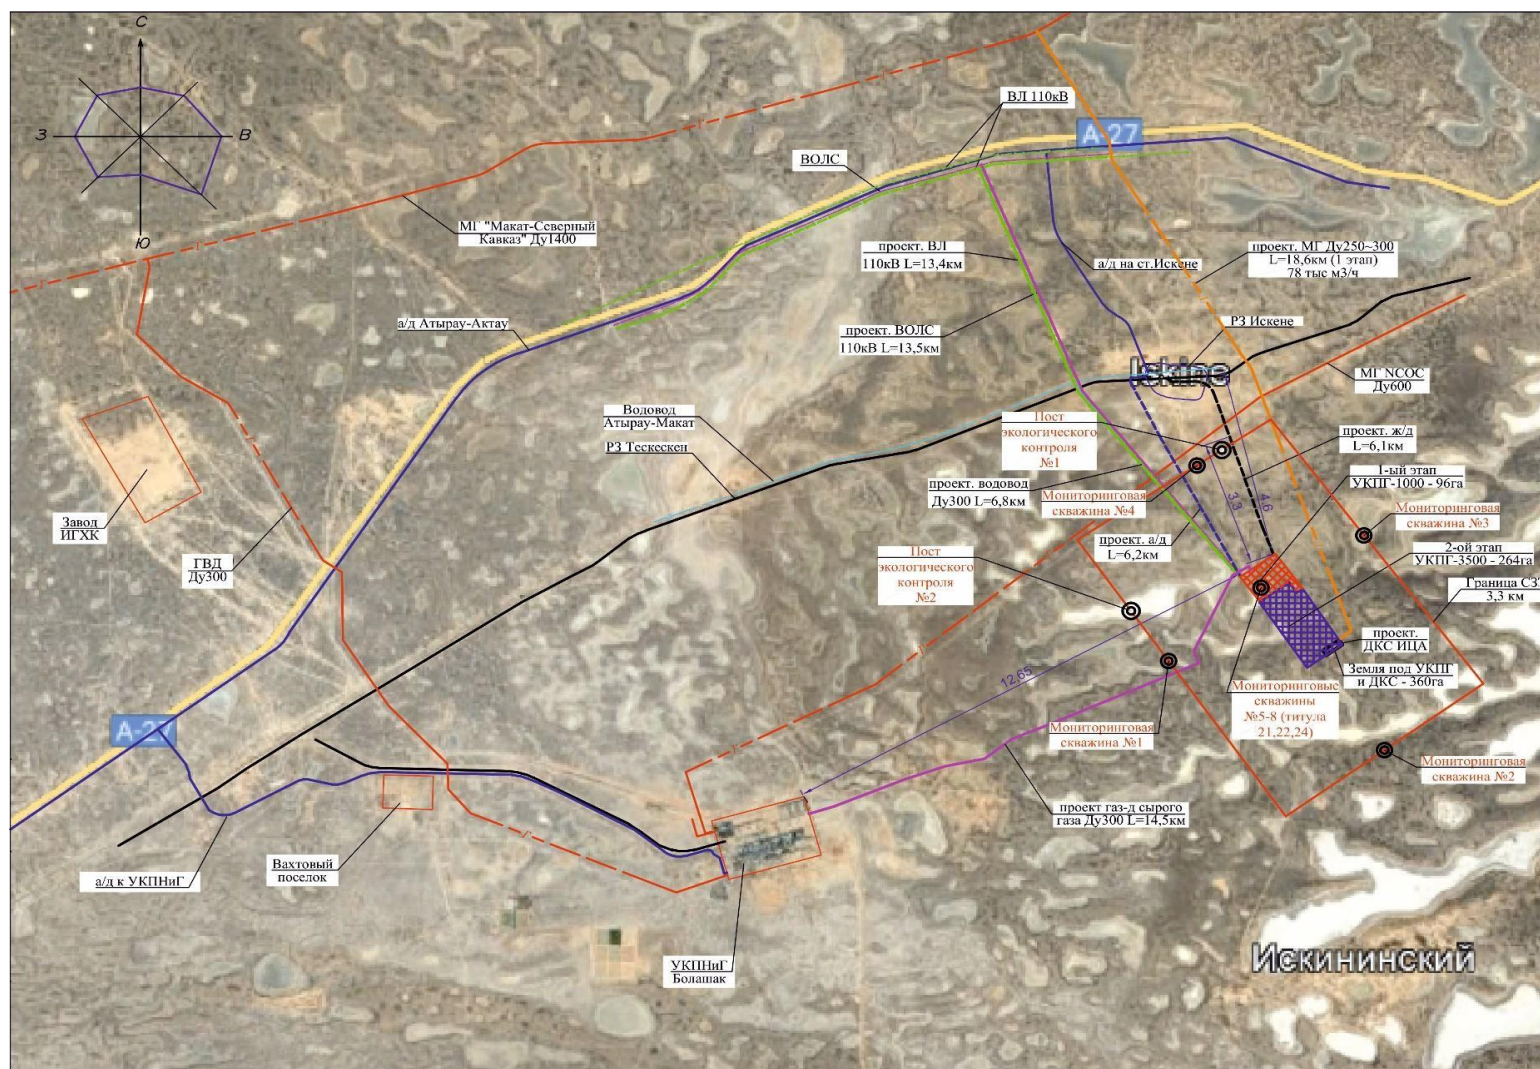 С
З
В
Ю
ВЛ 110кВ
А-27
ВОЛС
МГ "Макат-Северный
Кавказ" Ду1400
проект. ВЛ
110кВ L=13,4км
а/д на ст.Искене
проект. МГ Ду250~300
L=18,6км (1 этап)
78 тыс м3/ч
а/д Атырау-Актау
проект. ВОЛС
110кВ L=13,5км
РЗ Искене
Iskine
МГ NCOC
Ду600
Водовод
Атырау-Макат
РЗ Тескескен
Пост
экологического
контроля
№1
проект. ж/д
L=6,1км
1-ый этап
УКПГ-1000 - 96га
проект. водовод
Ду300 L=6,8км
Мониторинговая
скважина №4
3,3
4,6
Мониторинговая
скважина №3
Завод
ИГХК
ГВД
Ду300
проект. а/д
L=6,2км
2-ой этап
УКПГ-3500 - 264га
Пост
экологического
контроля
№2
Граница СЗ
3,3 км
проект.
ДКС ИЦА
Земля под УКПГ
и ДКС - 360га
12,65
Мониторинговые
скважины
№5-8 (титула
21,22,24)
Мониторинговая
скважина №1
А-27
Мониторинговая
скважина №2
проект газ-д сырого
газа Ду300 L=14,5км
Вахтовый
поселок
а/д к УКПНиГ
УКПНиГ
Болашак
Искининский